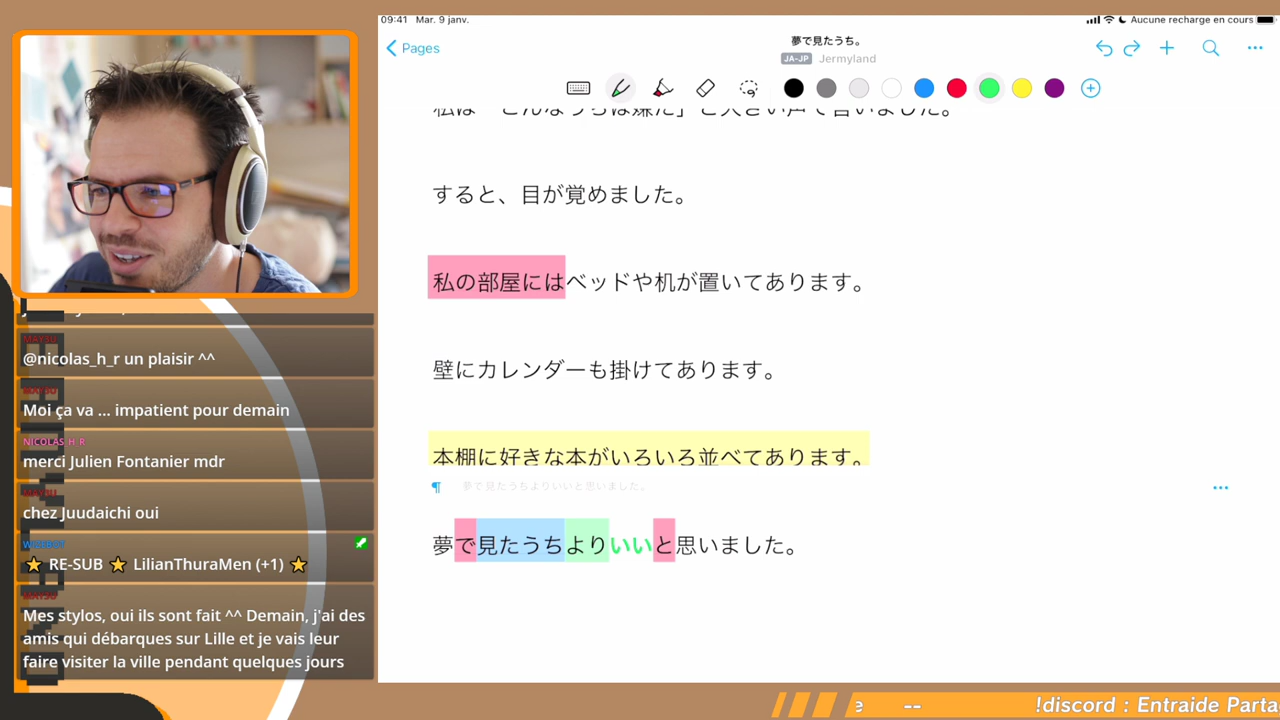 09:41 Mar. 9 janv.
Aucune recharge en cours
Pages
夢で見たうち。
JA-JP Jermyland
すると、目が覚めました。
私の部屋にはベッドや机が置いてあります。
壁にカレンダーも掛けてあります。
本棚に好きな本がいろいろ並べてあります。
¶ 夢で見たうちよりいいと思いました。
夢で見たうちよりいいと思いました。
MAYSU
@nicolas_h_r un plaisir ^^
MAYSU
Moi ça va ... impatient pour demain
NICOLAS_H_R
merci Julien Fontanier mdr
MAYSU
chez Juudaichi oui
WIZEBOT
⭐ RE-SUB ⭐ LilianThuraMen (+1) ⭐
MAYSU
Mes stylos, oui ils sont fait ^^ Demain, j'ai des
amis qui débarques sur Lille et je vais leur
faire visiter la ville pendant quelques jours
e -- !discord : Entraide Parta